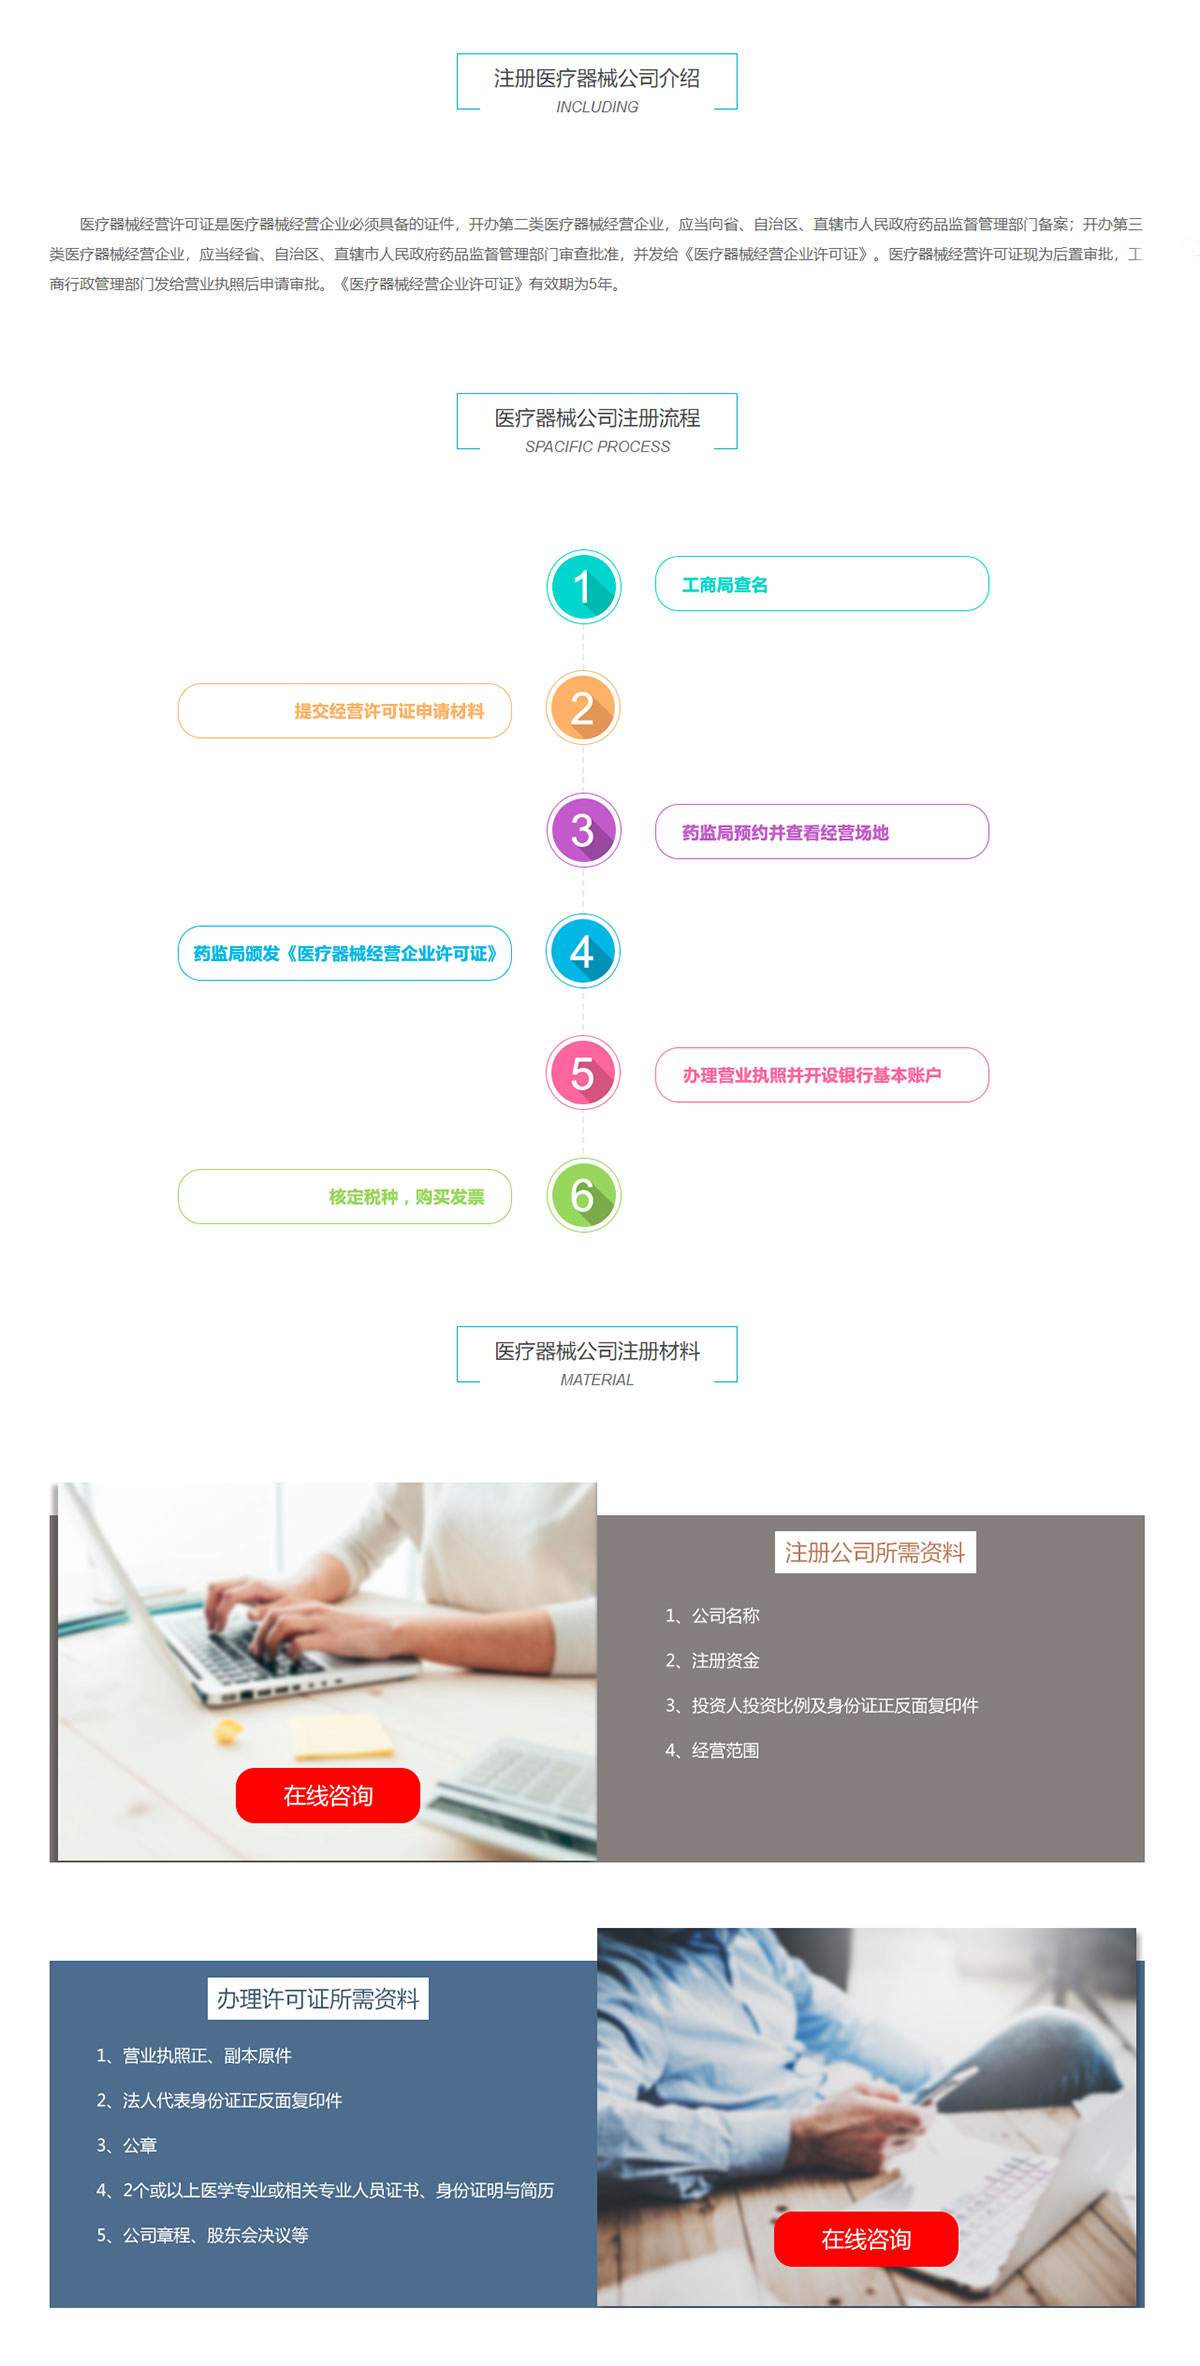 注册医疗器械公司介绍
INCLUDING
医疗器械经营许可证是医疗器械经营企业必须具备的证件，开办第二类医疗器械经营企业，应当向省、自治区、直辖市人民政府药品监督管理部门备案；开办第三
类医疗器械经营企业，应当经省、自治区、直辖市人民政府药品监督管理部门审查批准，并发给《医疗器械经营企业许可证》。医疗器械经营许可证现为后置审批，工
商行政管理部门发给营业执照后申请审批。《医疗器械经营企业许可证》有效期为5年。
医疗器械公司注册流程
SPACIFIC PROCESS
1 工商局查名
提交经营许可证申请材料 2
3 药监局预约并查看经营场地
药监局颁发《医疗器械经营企业许可证》 4
5 办理营业执照并开设银行基本账户
核定税种，购买发票 6
医疗器械公司注册材料
MATERIAL
注册公司所需资料
1、公司名称
2、注册资金
3、投资人投资比例及身份证正反面复印件
4、经营范围
在线咨询
办理许可证所需资料
1、营业执照正、副本原件
2、法人代表身份证正反面复印件
3、公章
4、2个或以上医学专业或相关专业人员证书、身份证明与简历
5、公司章程、股东会决议等
在线咨询